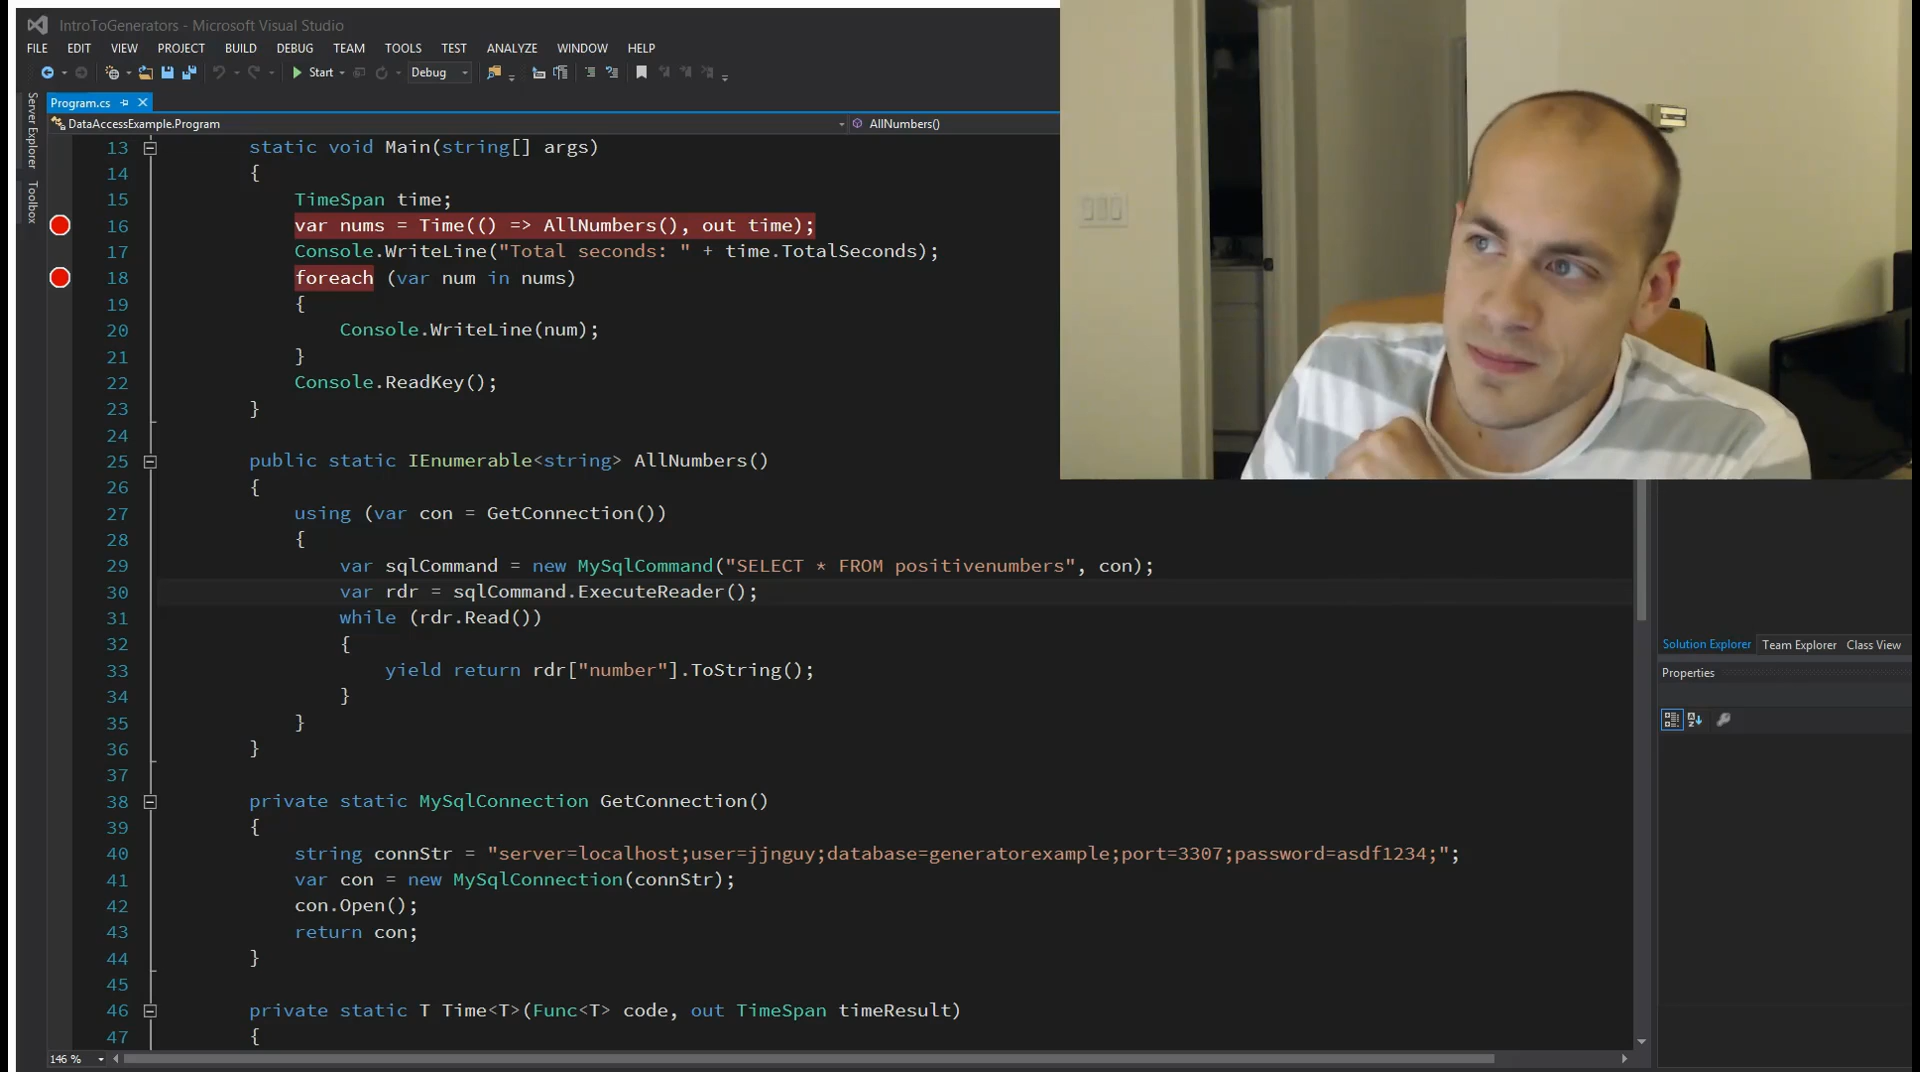 IntroToGenerators - Microsoft Visual Studio
FILE EDIT VIEW PROJECT BUILD DEBUG TEAM TOOLS TEST ANALYZE WINDOW HELP
Start Debug
Server Explorer
Toolbox
Program.cs
DataAccessExample.Program AllNumbers()
13 static void Main(string[] args)
14 {
15 TimeSpan time;
16 var nums = Time(() => AllNumbers(), out time);
17 Console.WriteLine("Total seconds: " + time.TotalSeconds);
18 foreach (var num in nums)
19 {
20 Console.WriteLine(num);
21 }
22 Console.ReadKey();
23 }
24
25 public static IEnumerable<string> AllNumbers()
26 {
27 using (var con = GetConnection())
28 {
29 var sqlCommand = new MySqlCommand("SELECT * FROM positivenumbers", con);
30 var rdr = sqlCommand.ExecuteReader();
31 while (rdr.Read())
32 {
33 yield return rdr["number"].ToString();
34 }
35 }
36 }
37
38 private static MySqlConnection GetConnection()
39 {
40 string connStr = "server=localhost;user=jjnguy;database=generatorexample;port=3307;password=asdf1234;";
41 var con = new MySqlConnection(connStr);
42 con.Open();
43 return con;
44 }
45
46 private static T Time<T>(Func<T> code, out TimeSpan timeResult)
47 {
146 %
Solution Explorer Team Explorer Class View
Properties